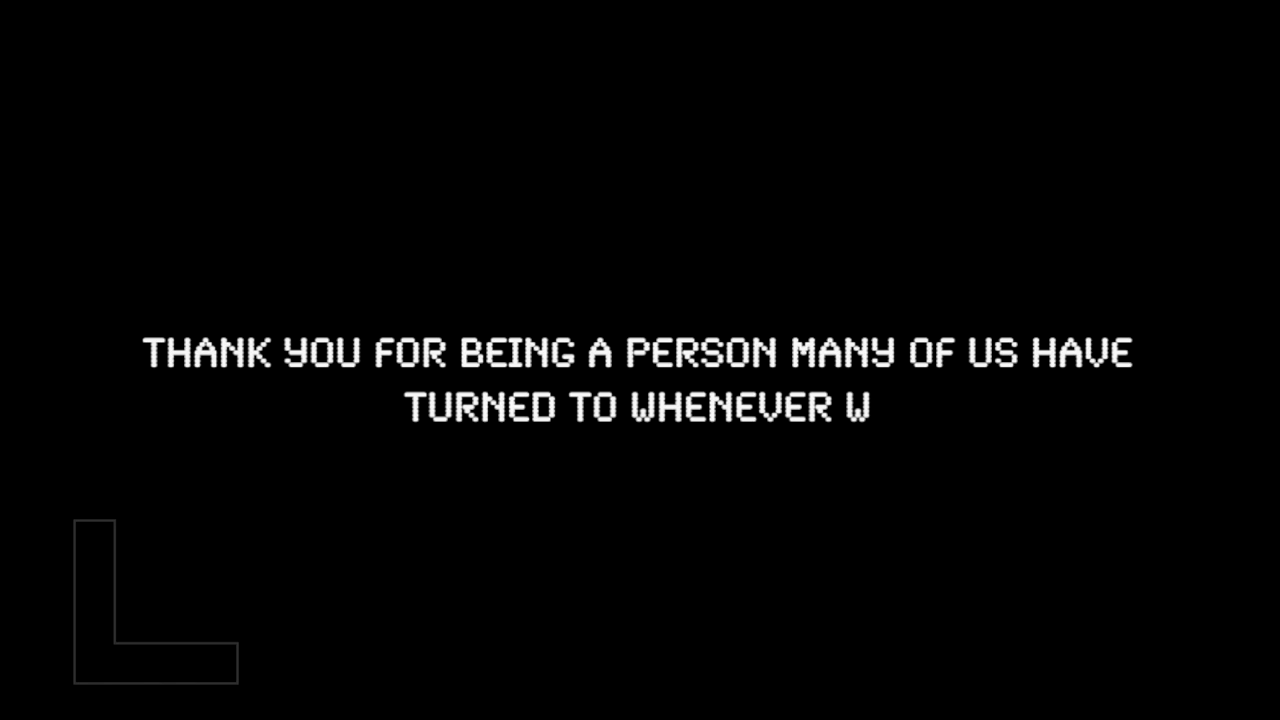 THANK YOU FOR BEING A PERSON MANY OF US HAVE
TURNED TO WHENEVER W